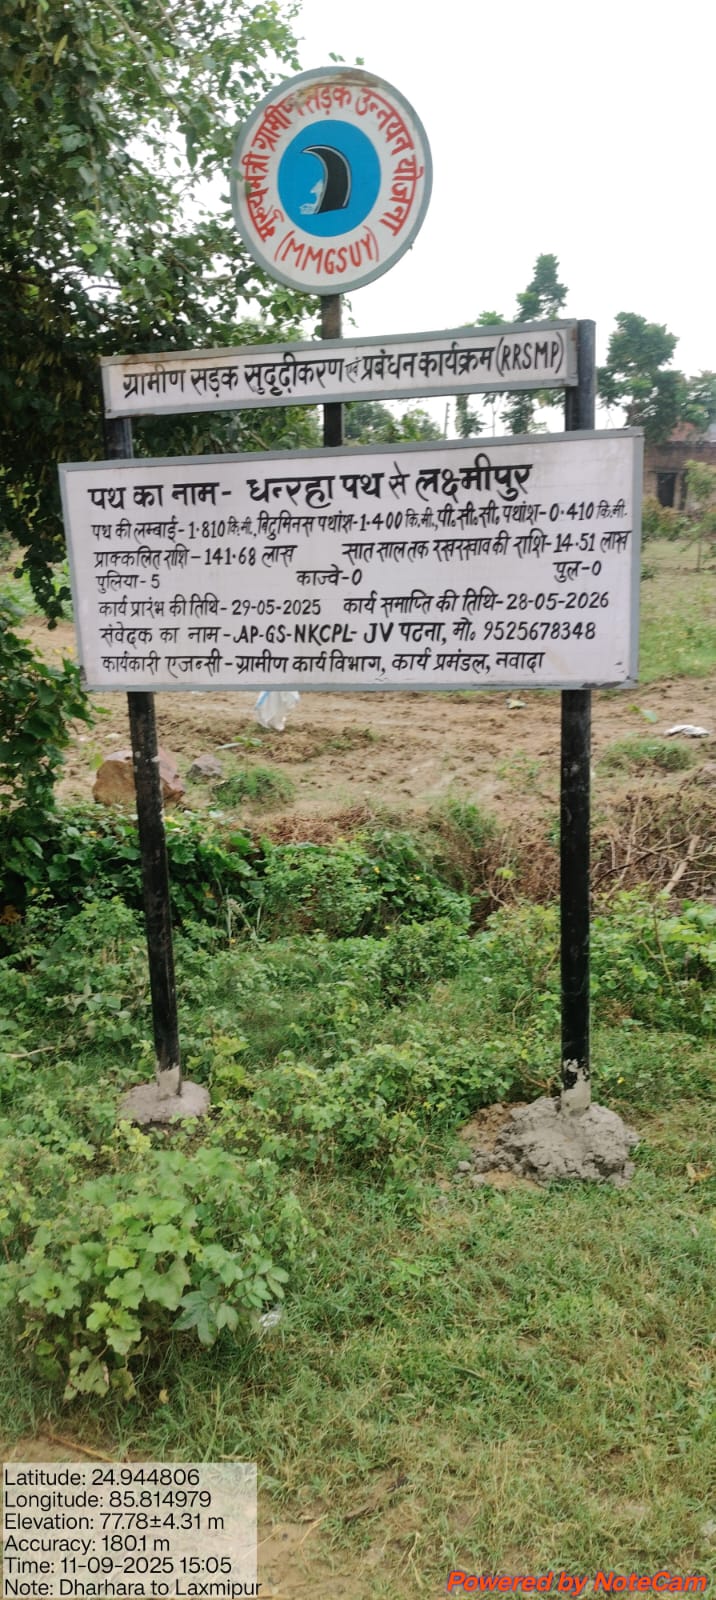 मुख्यमंत्री ग्रामीण सड़क उन्नयन योजना
(MMGSUY)
ग्रामीण सड़क सुदृढ़ीकरण एवं प्रबंधन कार्यक्रम (RRSMP)
पथ का नाम - धन्रहा पथ से लक्ष्मीपुर
पथ की लम्बाई - 1.810 कि.मी., बिटुमिनस पथांश - 1.400 कि.मी., पी.सी.सी. पथांश - 0.410 कि.मी.
प्राक्कलित राशि - 141.68 लाख सात साल तक रखरखाव की राशि - 14.51 लाख
पुलिया - 5 काज्वे - 0 पुल - 0
कार्य प्रारंभ की तिथि - 29-05-2025 कार्य समाप्ति की तिथि - 28-05-2026
संवेदक का नाम - AP-GS-NKCPL-JV पटना, मो. 9525678348
कार्यकारी एजन्सी - ग्रामीण कार्य विभाग, कार्य प्रमंडल, नवादा
Latitude: 24.944806
Longitude: 85.814979
Elevation: 77.78±4.31 m
Accuracy: 180.1 m
Time: 11-09-2025 15:05
Note: Dharhara to Laxmipur
Powered by NoteCam